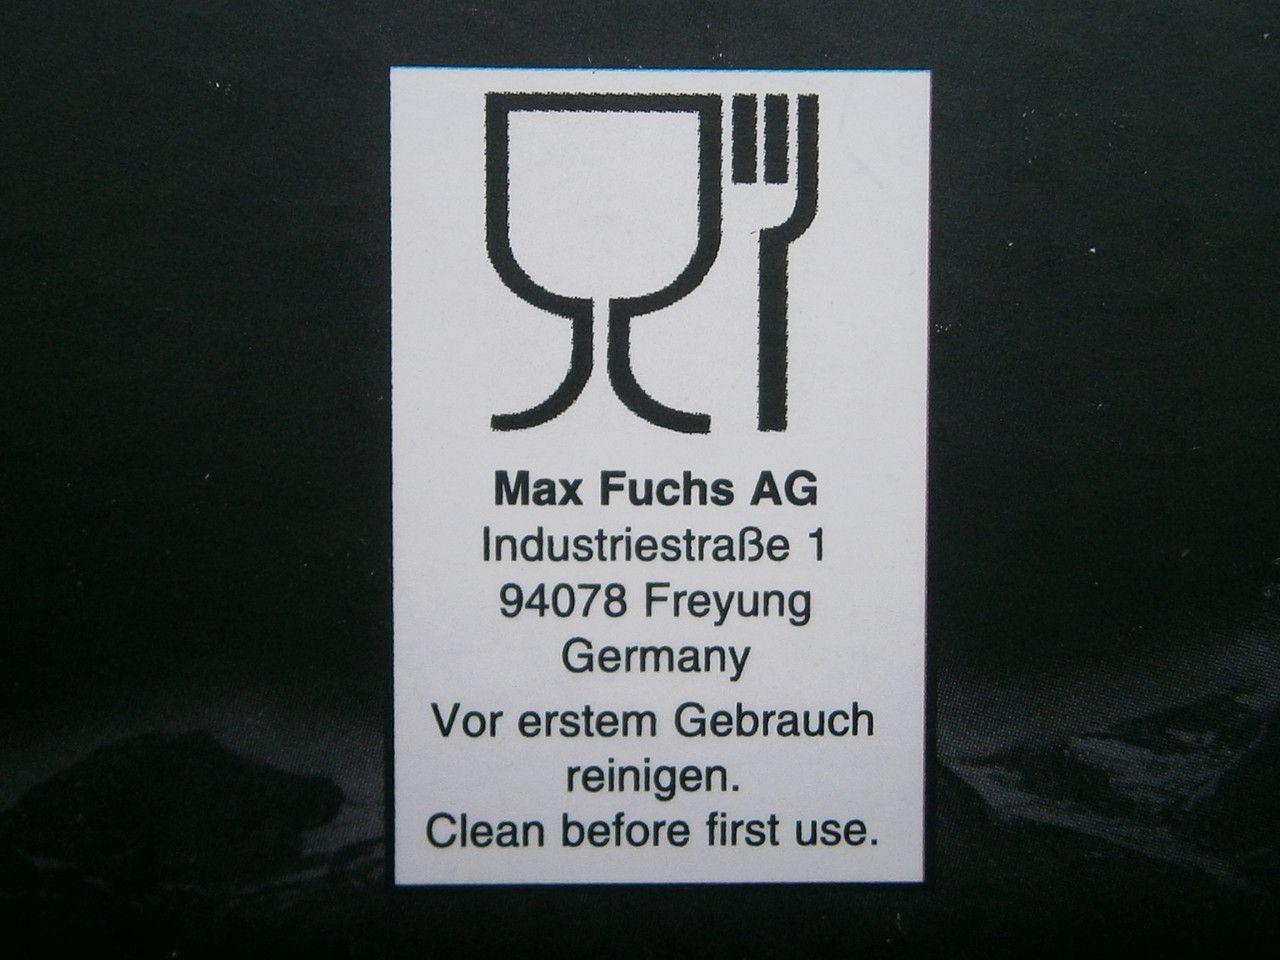 Max Fuchs AG
Industriestraße 1
94078 Freyung
Germany
Vor erstem Gebrauch
reinigen.
Clean before first use.